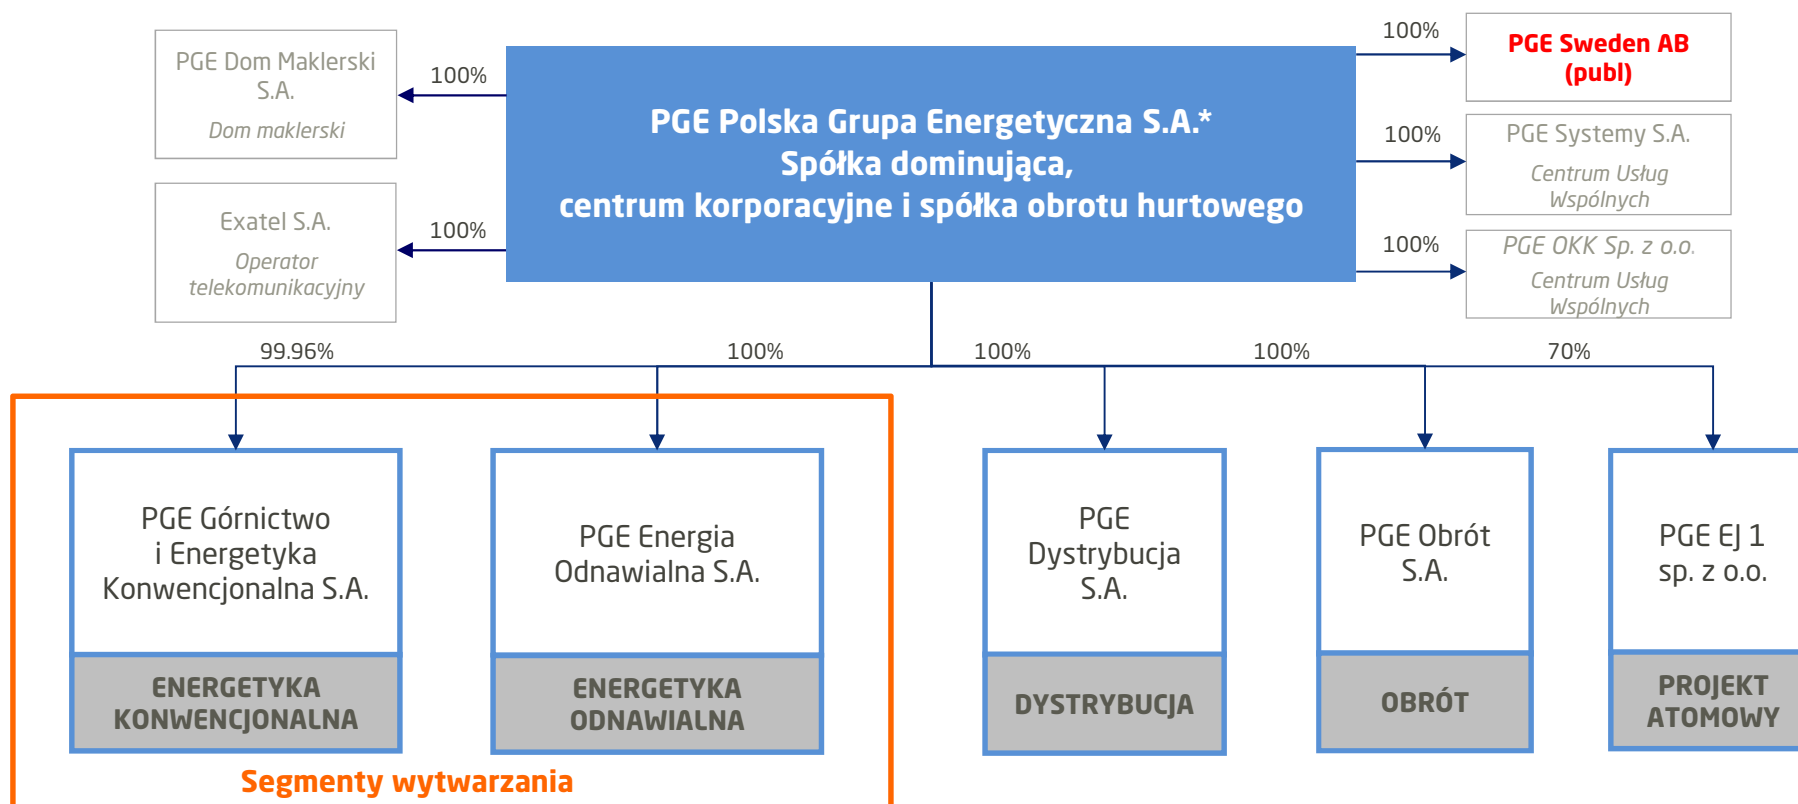 PGE Dom Maklerski
S.A.
Dom maklerski
100%
Exatel S.A.
Operator
telekomunikacyjny
100%
PGE Polska Grupa Energetyczna S.A.*
Spółka dominująca,
centrum korporacyjne i spółka obrotu hurtowego
100%
PGE Sweden AB
(publ)
100%
PGE Systemy S.A.
Centrum Usług
Wspólnych
100%
PGE OKK Sp. z o.o.
Centrum Usług
Wspólnych
99.96%
100%
100%
100%
70%
PGE Górnictwo
i Energetyka
Konwencjonalna S.A.
ENERGETYKA
KONWENCJONALNA
PGE Energia
Odnawialna S.A.
ENERGETYKA
ODNAWIALNA
PGE
Dystrybucja
S.A.
DYSTRYBUCJA
PGE Obrót
S.A.
OBRÓT
PGE EJ 1
sp. z o.o.
PROJEKT
ATOMOWY
Segmenty wytwarzania